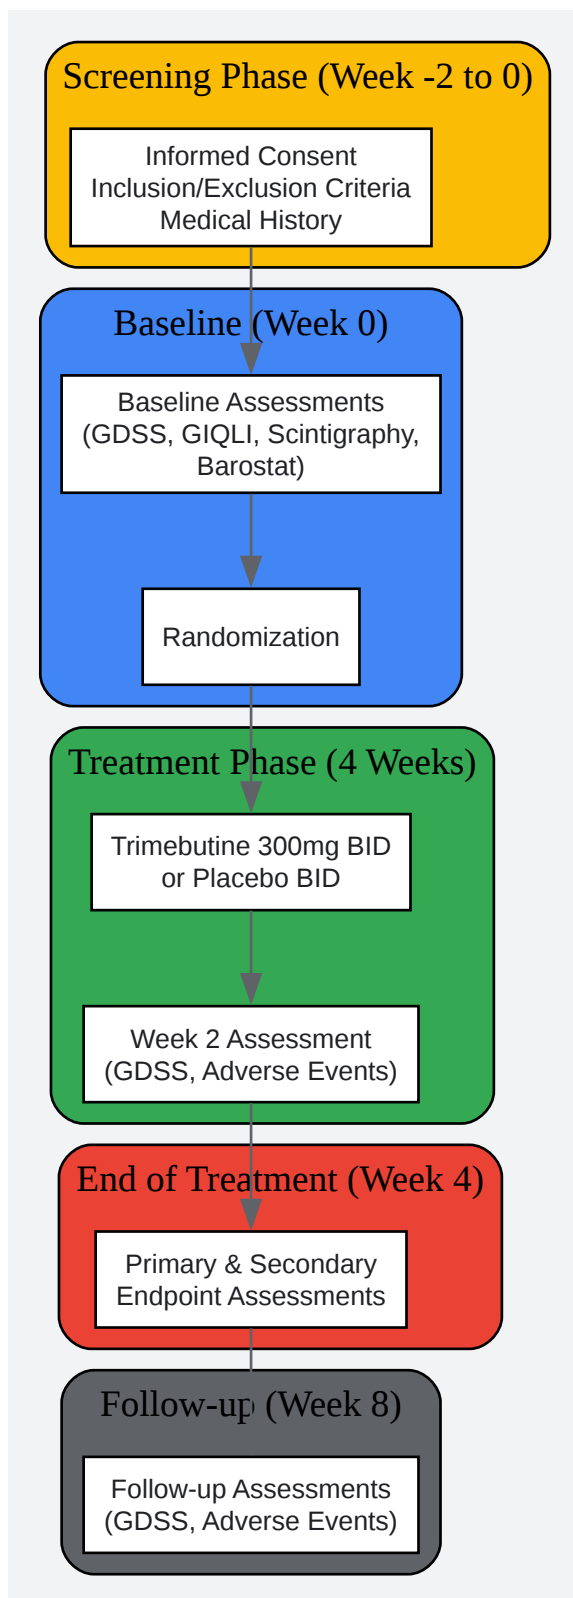 Screening Phase (Week -2 to 0)
Informed Consent
Inclusion/Exclusion Criteria
Medical History
Baseline (Week 0)
Baseline Assessments
(GDSS, GIQLI, Scintigraphy,
Barostat)
Randomization
Treatment Phase (4 Weeks)
Trimebutine 300mg BID
or Placebo BID
Week 2 Assessment
(GDSS, Adverse Events)
End of Treatment (Week 4)
Primary & Secondary
Endpoint Assessments
Follow-up (Week 8)
Follow-up Assessments
(GDSS, Adverse Events)